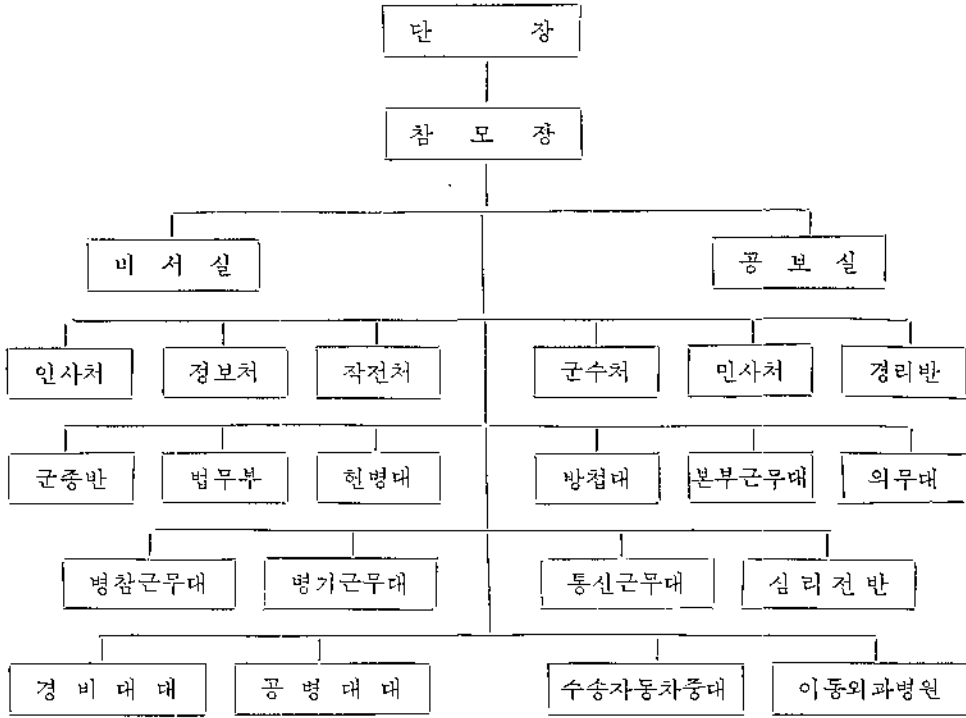 단 장
참 모 장
비 서 실 공 보 실
인사처 정보처 작전처 군수처 민사처 경리반
군종반 법무부 헌병대 방첩대 본부근무대 의무대
병참근무대 병기근무대 통신근무대 심리전반
경 비 대 대 공 병 대 대 수송자동차중대 이동외과병원